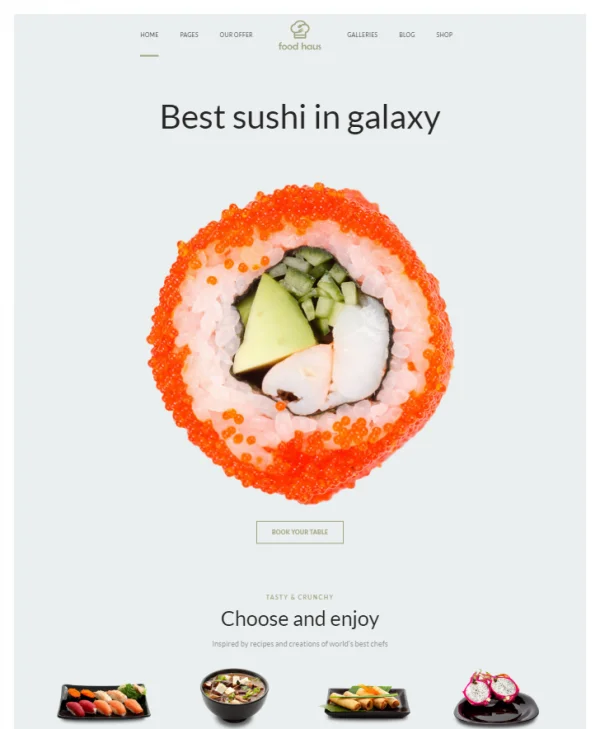 HOME PAGES OUR OFFER food haus GALLERIES BLOG SHOP
Best sushi in galaxy
BOOK YOUR TABLE
TASTY & CRUNCHY
Choose and enjoy
Inspired by recipes and creations of world's best chefs